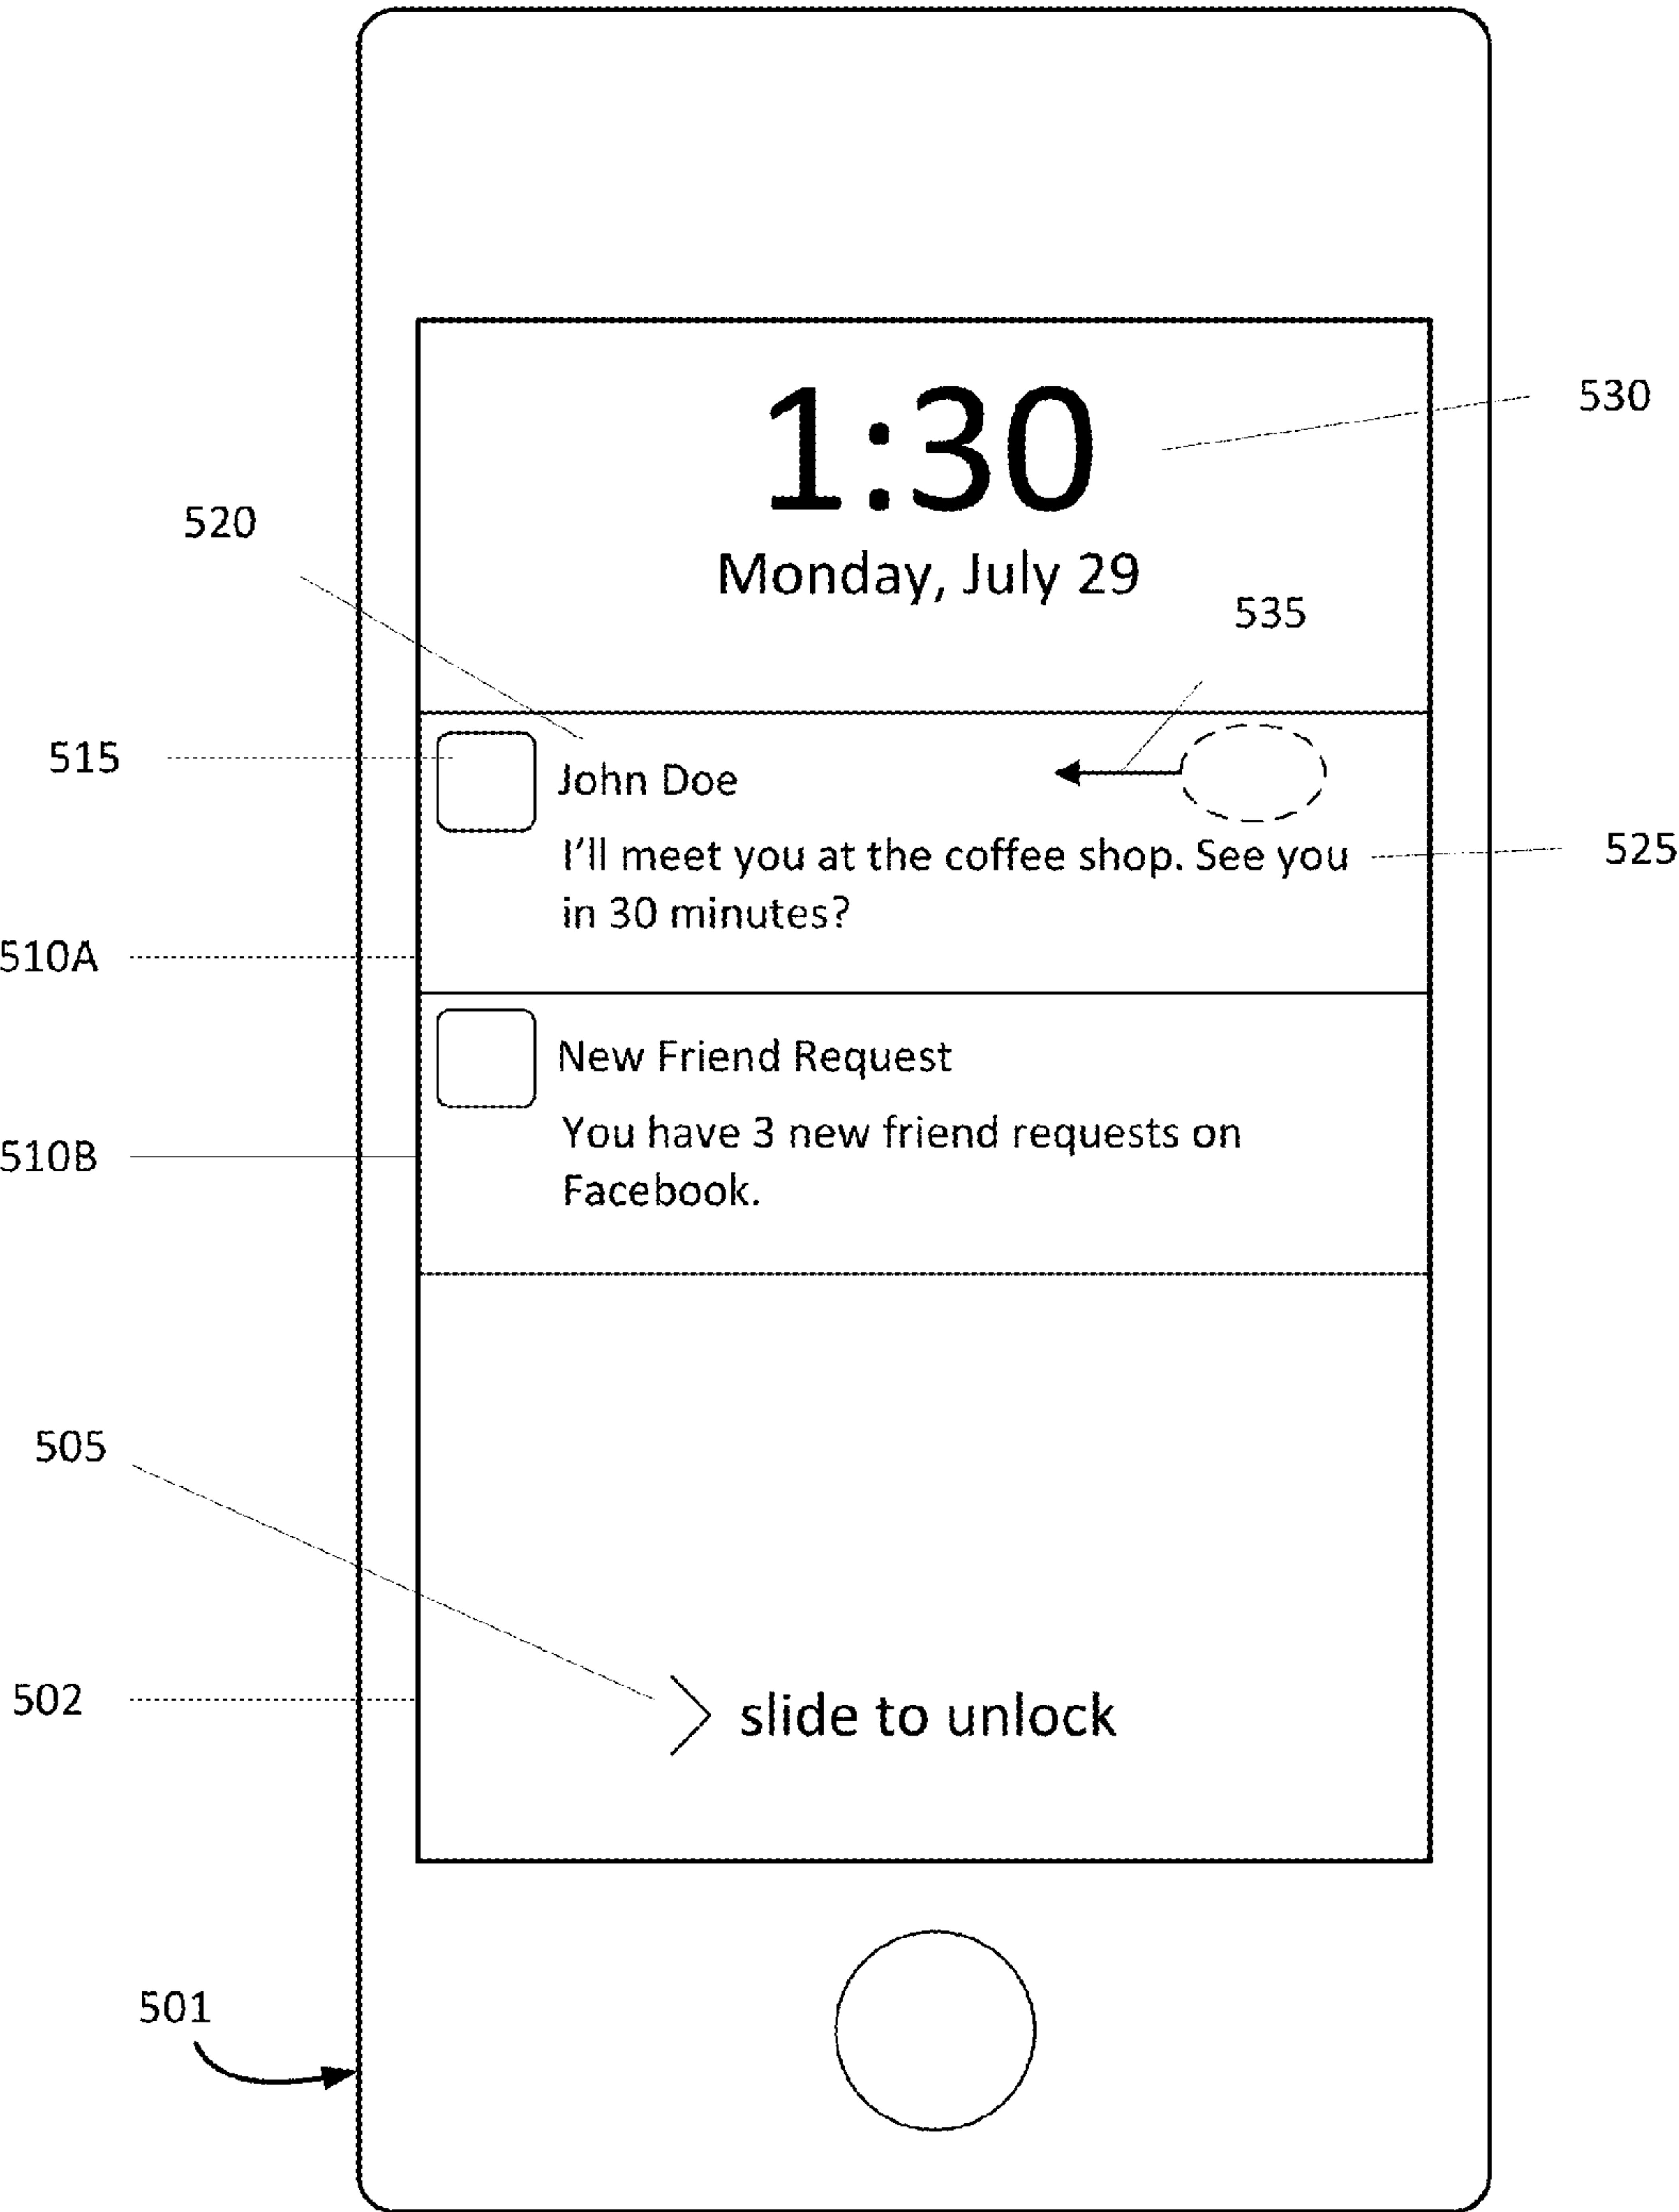 1:30
530
520
Monday, July 29
535
515
John Doe
I'll meet you at the coffee shop. See you
525
in 30 minutes?
510A
New Friend Request
You have 3 new friend requests on
510B
Facebook.
505
502
slide to unlock
501